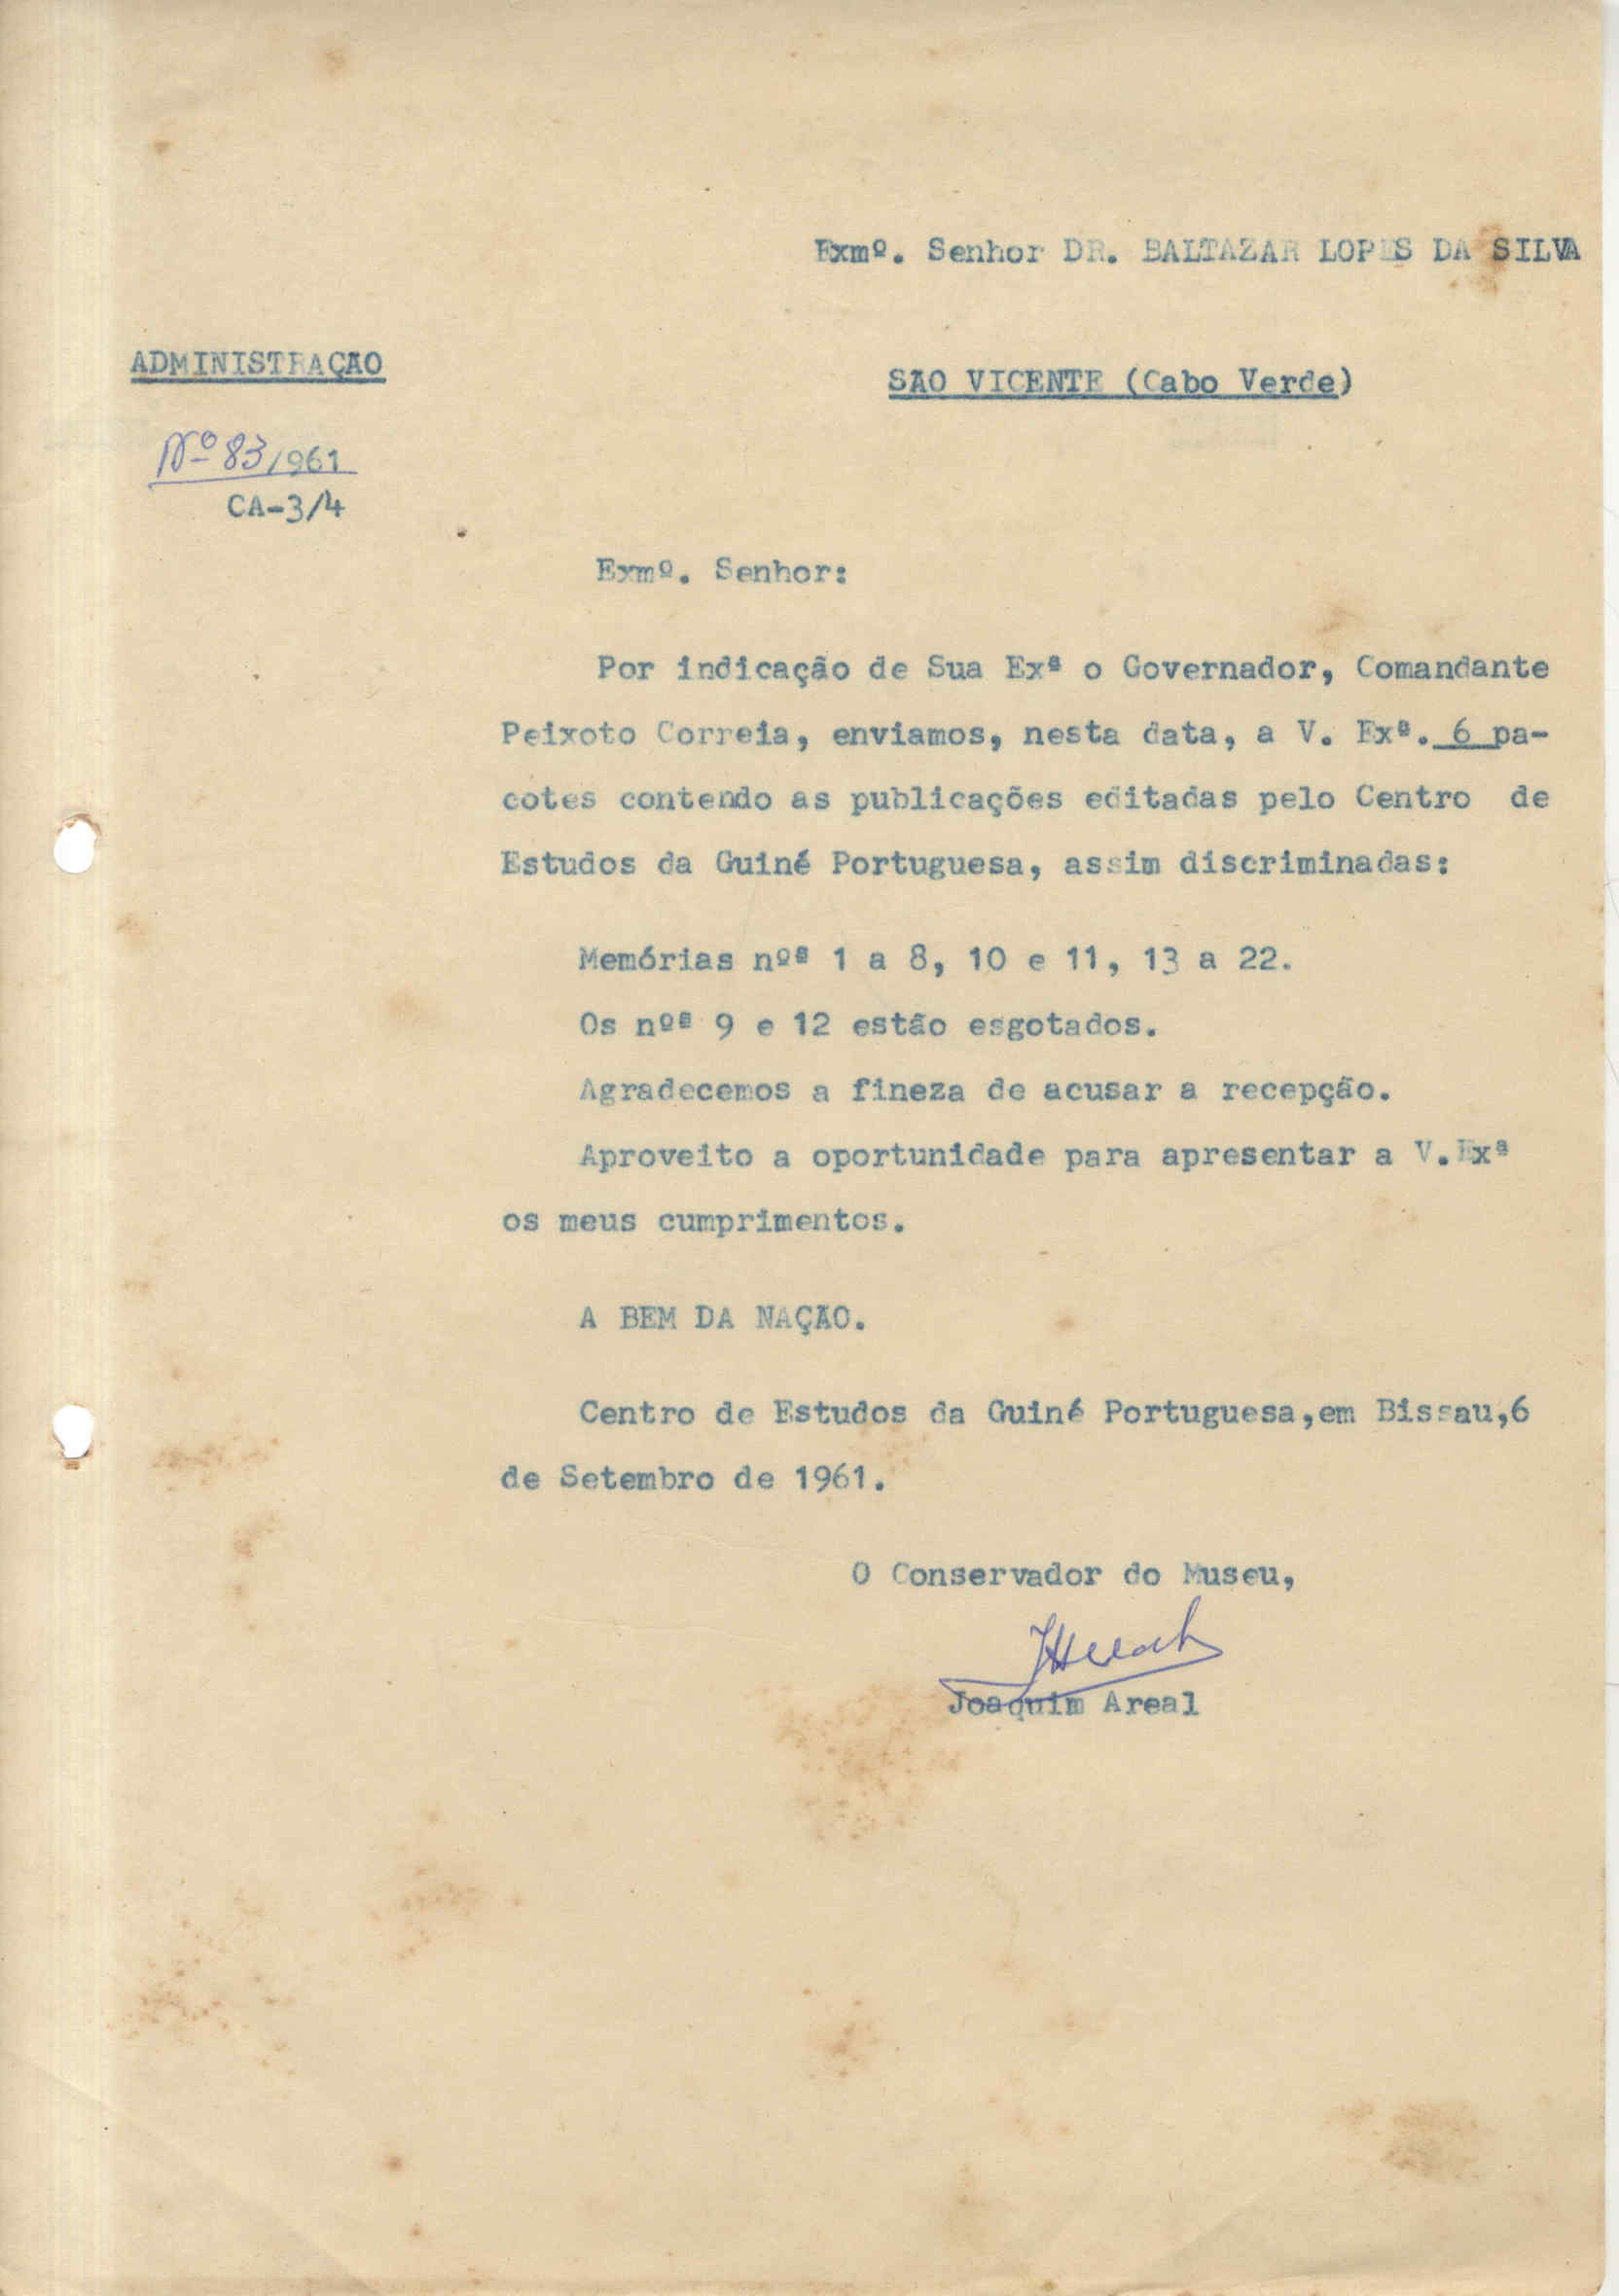 Exmº. Senhor DR. BALTAZAR LOPES DA SILVA
ADMINISTRAÇÃO
SÃO VICENTE (Cabo Verde)
Nº 83/961
CA-3/4
Exmº. Senhor:
Por indicação de Sua Exª o Governador, Comandante
Peixoto Correia, enviamos, nesta data, a V. Exª. 6 pa-
cotes contendo as publicações editadas pelo Centro de
Estudos da Guiné Portuguesa, assim discriminadas:
Memórias nºs 1 a 8, 10 e 11, 13 a 22.
Os nºs 9 e 12 estão esgotados.
Agradecemos a fineza de acusar a recepção.
Aproveito a oportunidade para apresentar a V.Exª
os meus cumprimentos.
A BEM DA NAÇÃO.
Centro de Estudos da Guiné Portuguesa,em Bissau,6
de Setembro de 1961.
O Conservador do Museu,
Joaquim Areal